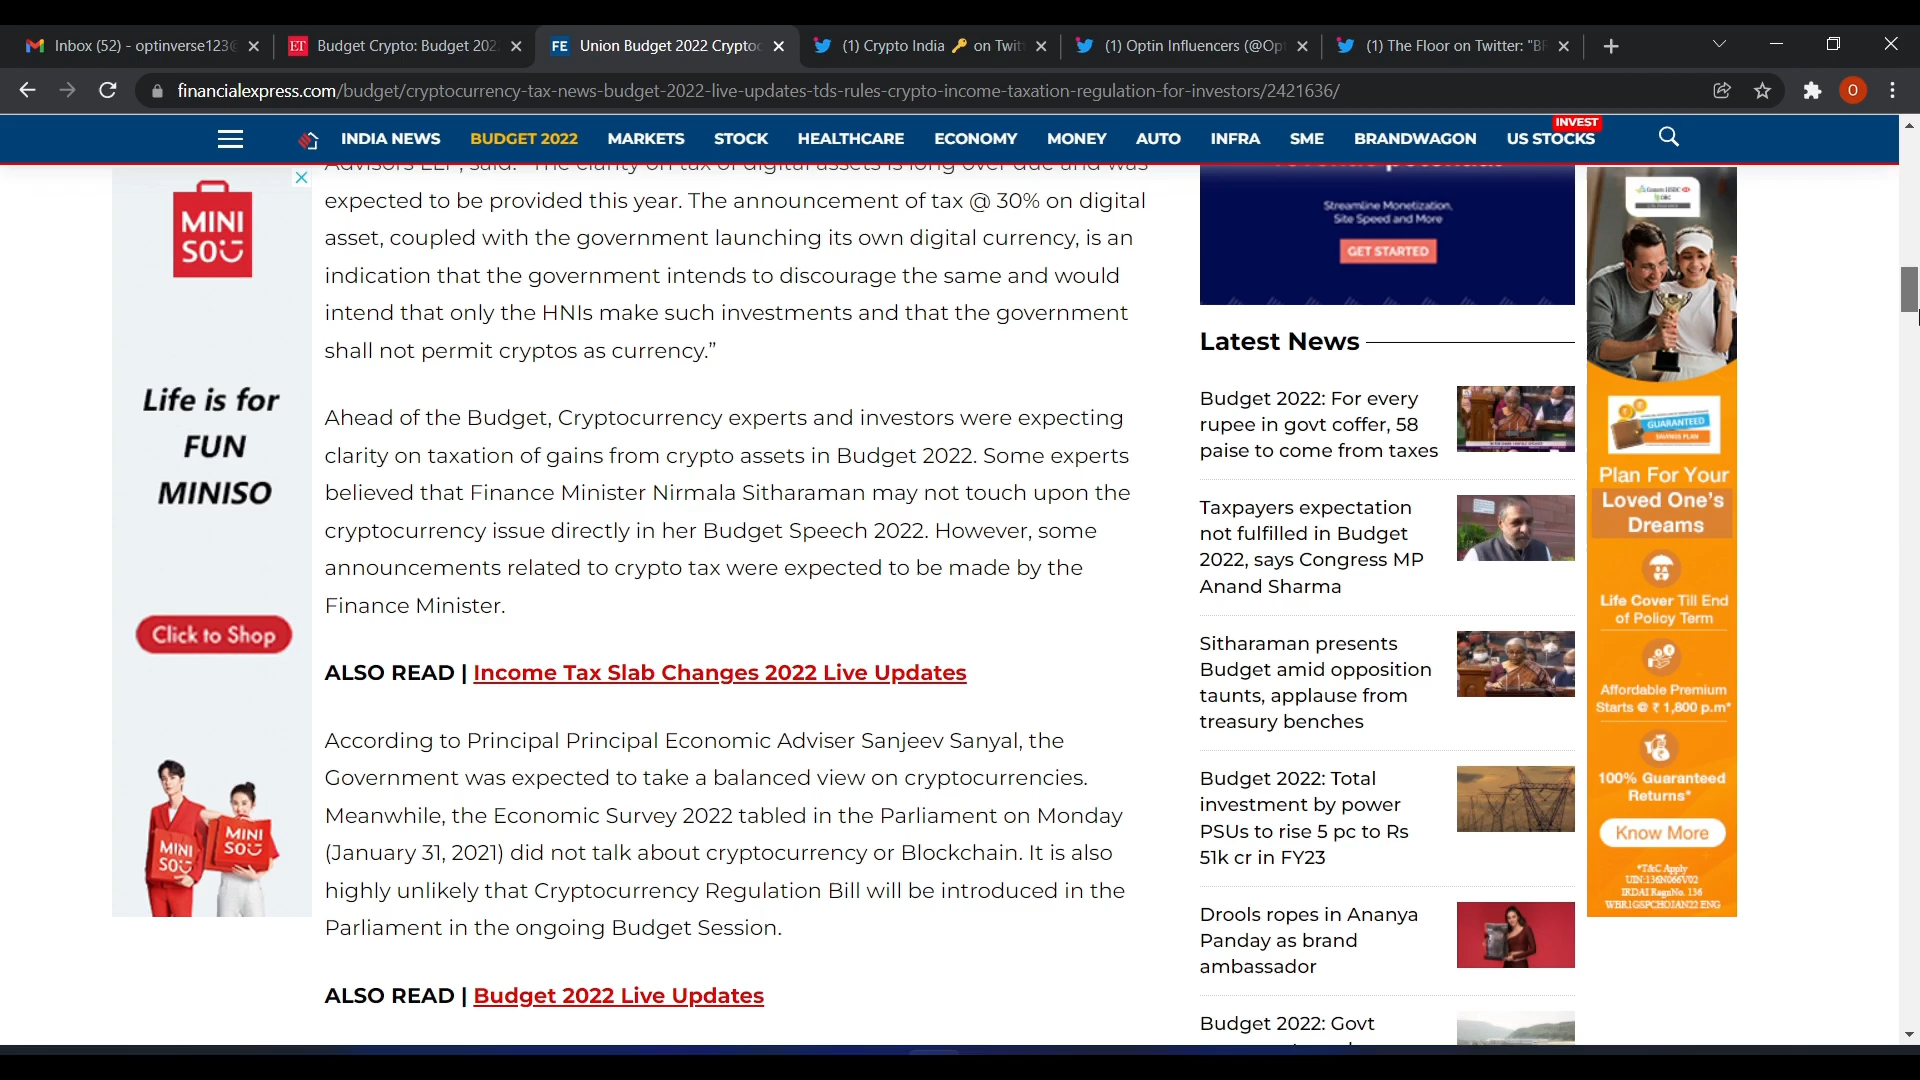 Inbox (52) - optinverse123@
Budget Crypto: Budget 202
Union Budget 2022 Cryptoc
(1) Crypto India 🔑 on Twit
(1) Optin Influencers (@Op
(1) The Floor on Twitter: "BR
financialexpress.com/budget/cryptocurrency-tax-news-budget-2022-live-updates-tds-rules-crypto-income-taxation-regulation-for-investors/2421636/
O
INDIA NEWS
BUDGET 2022
MARKETS
STOCK
HEALTHCARE
ECONOMY
MONEY
AUTO
INFRA
SME
BRANDWAGON
INVEST
US STOCKS
Advisors LLP, said: "The clarity on tax of digital assets is long over due and was
expected to be provided this year. The announcement of tax @ 30% on digital
asset, coupled with the government launching its own digital currency, is an
indication that the government intends to discourage the same and would
intend that only the HNIs make such investments and that the government
shall not permit cryptos as currency.”
Ahead of the Budget, Cryptocurrency experts and investors were expecting
clarity on taxation of gains from crypto assets in Budget 2022. Some experts
believed that Finance Minister Nirmala Sitharaman may not touch upon the
cryptocurrency issue directly in her Budget Speech 2022. However, some
announcements related to crypto tax were expected to be made by the
Finance Minister.
ALSO READ | Income Tax Slab Changes 2022 Live Updates
According to Principal Principal Economic Adviser Sanjeev Sanyal, the
Government was expected to take a balanced view on cryptocurrencies.
Meanwhile, the Economic Survey 2022 tabled in the Parliament on Monday
(January 31, 2021) did not talk about cryptocurrency or Blockchain. It is also
highly unlikely that Cryptocurrency Regulation Bill will be introduced in the
Parliament in the ongoing Budget Session.
ALSO READ | Budget 2022 Live Updates
MINI
SO
Life is for
FUN
MINISO
Click to Shop
MINI
SO
MINI
SO
Streamline Monetization,
Site Speed and More
GET STARTED
Latest News
Budget 2022: For every
rupee in govt coffer, 58
paise to come from taxes
Taxpayers expectation
not fulfilled in Budget
2022, says Congress MP
Anand Sharma
Sitharaman presents
Budget amid opposition
taunts, applause from
treasury benches
Budget 2022: Total
investment by power
PSUs to rise 5 pc to Rs
51k cr in FY23
Drools ropes in Ananya
Panday as brand
ambassador
Budget 2022: Govt
GUARANTEED
SAVINGS PLAN
Plan For Your
Loved One's
Dreams
Life Cover Till End
of Policy Term
Affordable Premium
Starts @ ₹ 1,800 p.m*
100% Guaranteed
Returns*
Know More
*T&C Apply
UIN:136N066V02
IRDAI RegnNo. 136
WBR1GSPCHOJAN22 ENG